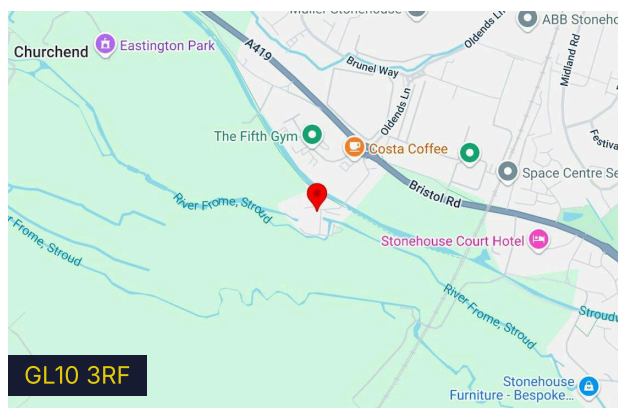 Muller Stonehouse
ABB Stoneho
Churchend
Eastington Park
A419
Oldends Ln
Brunel Way
Midland Rd
Oldends Ln
The Fifth Gym
Costa Coffee
Festiva
Space Centre Se
Bristol Rd
River Frome, Stroud
r Frome, Stroud
Stonehouse Court Hotel
River Frome, Stroud
Stroudw
GL10 3RF
Stonehouse
Furniture - Bespoke...